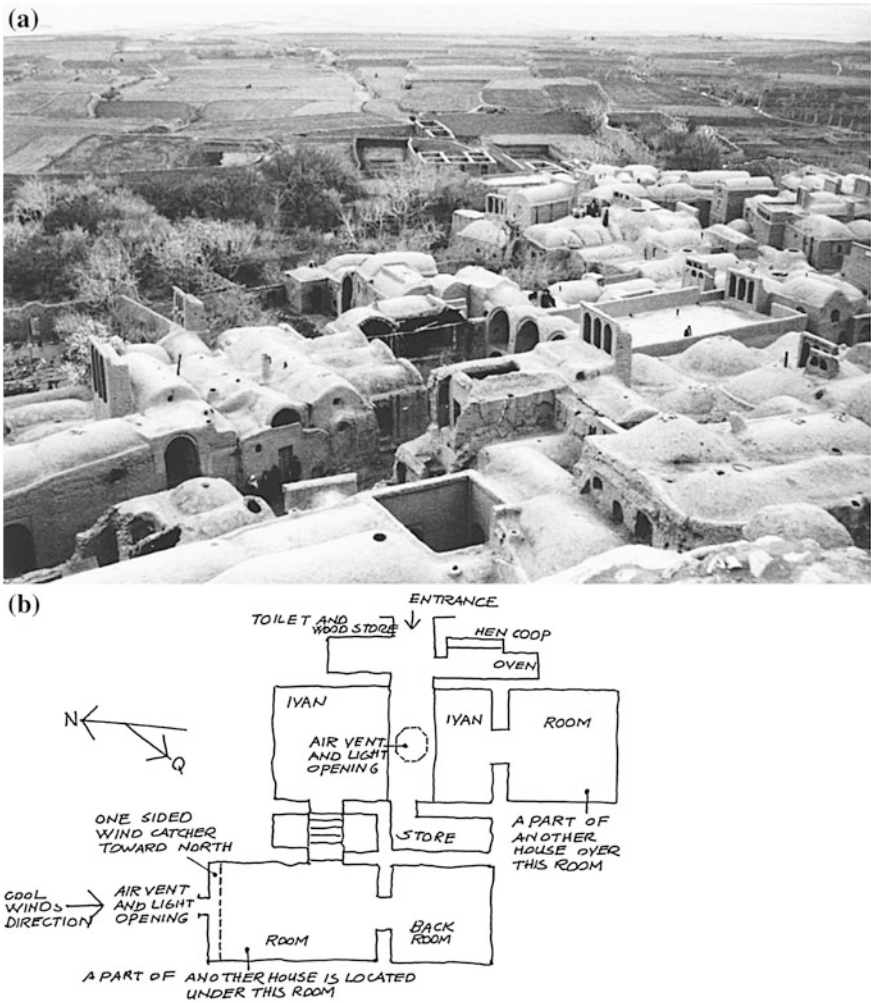 (a)
(b)
ENTRANCE
TOILET AND
WOOD STORE
HEN COOP
OVEN
IVAN
IVAN
ROOM
N
Q
AIR VENT
AND LIGHT
OPENING
ONE SIDED
WIND CATCHER
TOWARD NORTH
STORE
A PART OF
ANOTHER
HOUSE OVER
THIS ROOM
COOL
WINDS
DIRECTION
AIR VENT
AND LIGHT
OPENING
ROOM
BACK
ROOM
A PART OF ANOTHER HOUSE IS LOCATED
UNDER THIS ROOM